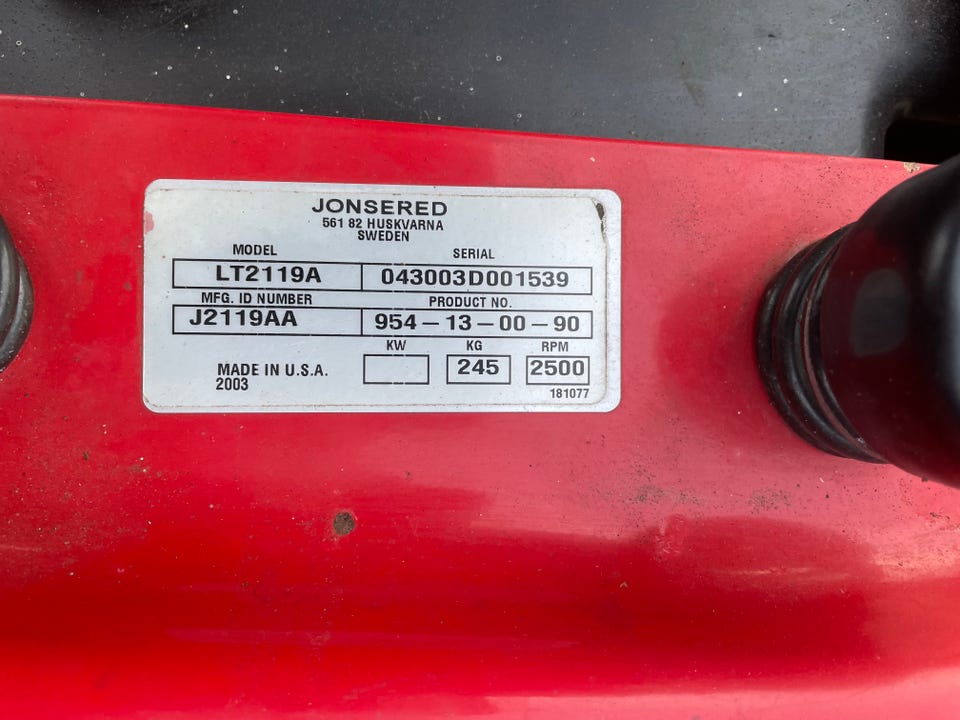 JONSERED
561 82 HUSKVARNA
SWEDEN
MODEL SERIAL
LT2119A 043003D001539
MFG. ID NUMBER PRODUCT NO.
J2119AA 954-13-00-90
KW KG RPM
MADE IN U.S.A. 245 2500
2003
181077